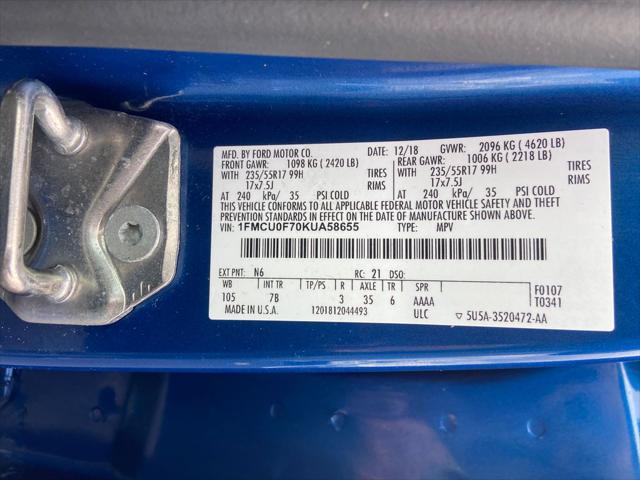 MFD. BY FORD MOTOR CO. DATE: 12/18 GVWR: 2096 KG ( 4620 LB)
FRONT GAWR: 1098 KG ( 2420 LB) REAR GAWR: 1006 KG ( 2218 LB)
WITH 235/55R17 99H TIRES WITH 235/55R17 99H TIRES
17x7.5J RIMS 17x7.5J RIMS
AT 240 kPa/ 35 PSI COLD AT 240 kPa/ 35 PSI COLD
THIS VEHICLE CONFORMS TO ALL APPLICABLE FEDERAL MOTOR VEHICLE SAFETY AND THEFT
PREVENTION STANDARDS IN EFFECT ON THE DATE OF MANUFACTURE SHOWN ABOVE.
VIN: 1FMCU0F70KUA58655 TYPE: MPV
EXT PNT: N6 RC: 21 DSO:
WB INT TR TP/PS R AXLE TR SPR F0107
105 7B 3 35 6 AAAA T0341
MADE IN U.S.A. 1201812044493 ULC ▽ 5U5A-3520472-AA